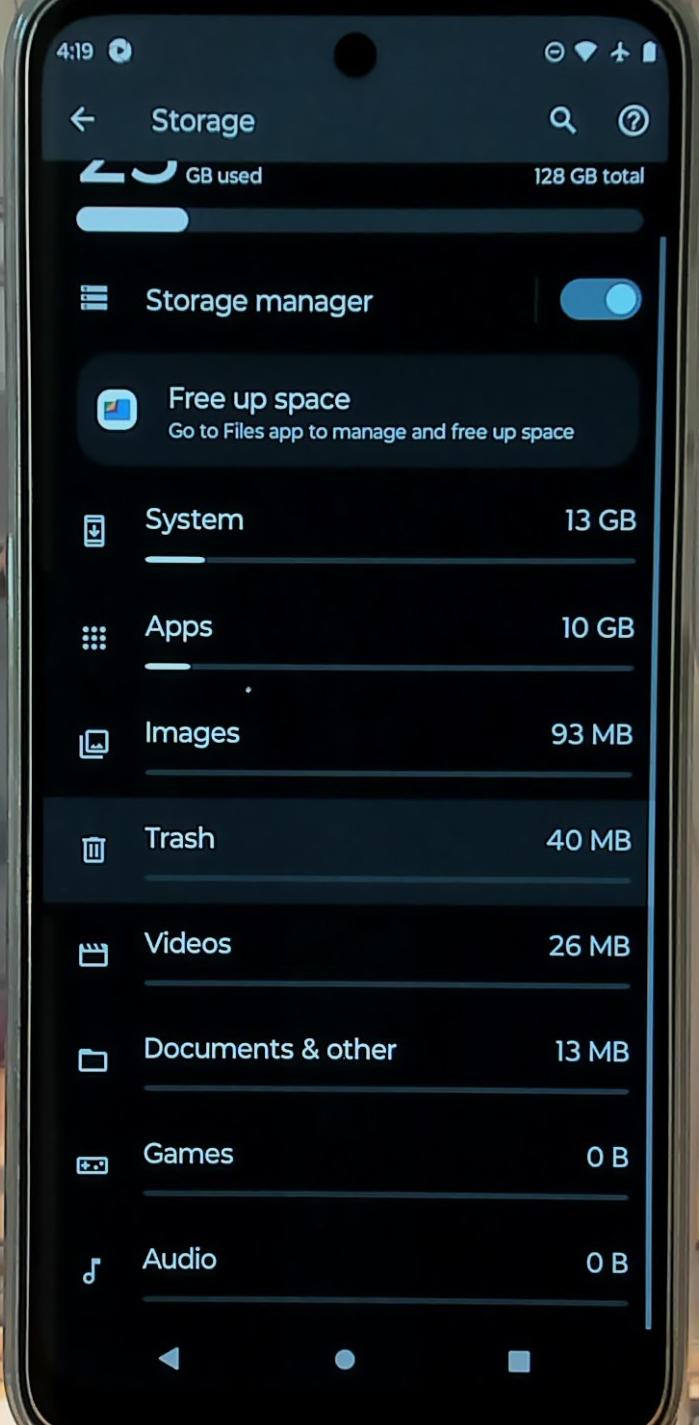 4:19
Storage
GB used
128 GB total
Storage manager
Free up space
Go to Files app to manage and free up space
System
13 GB
Apps
10 GB
Images
93 MB
Trash
40 MB
Videos
26 MB
Documents & other
13 MB
Games
0 B
Audio
0 B